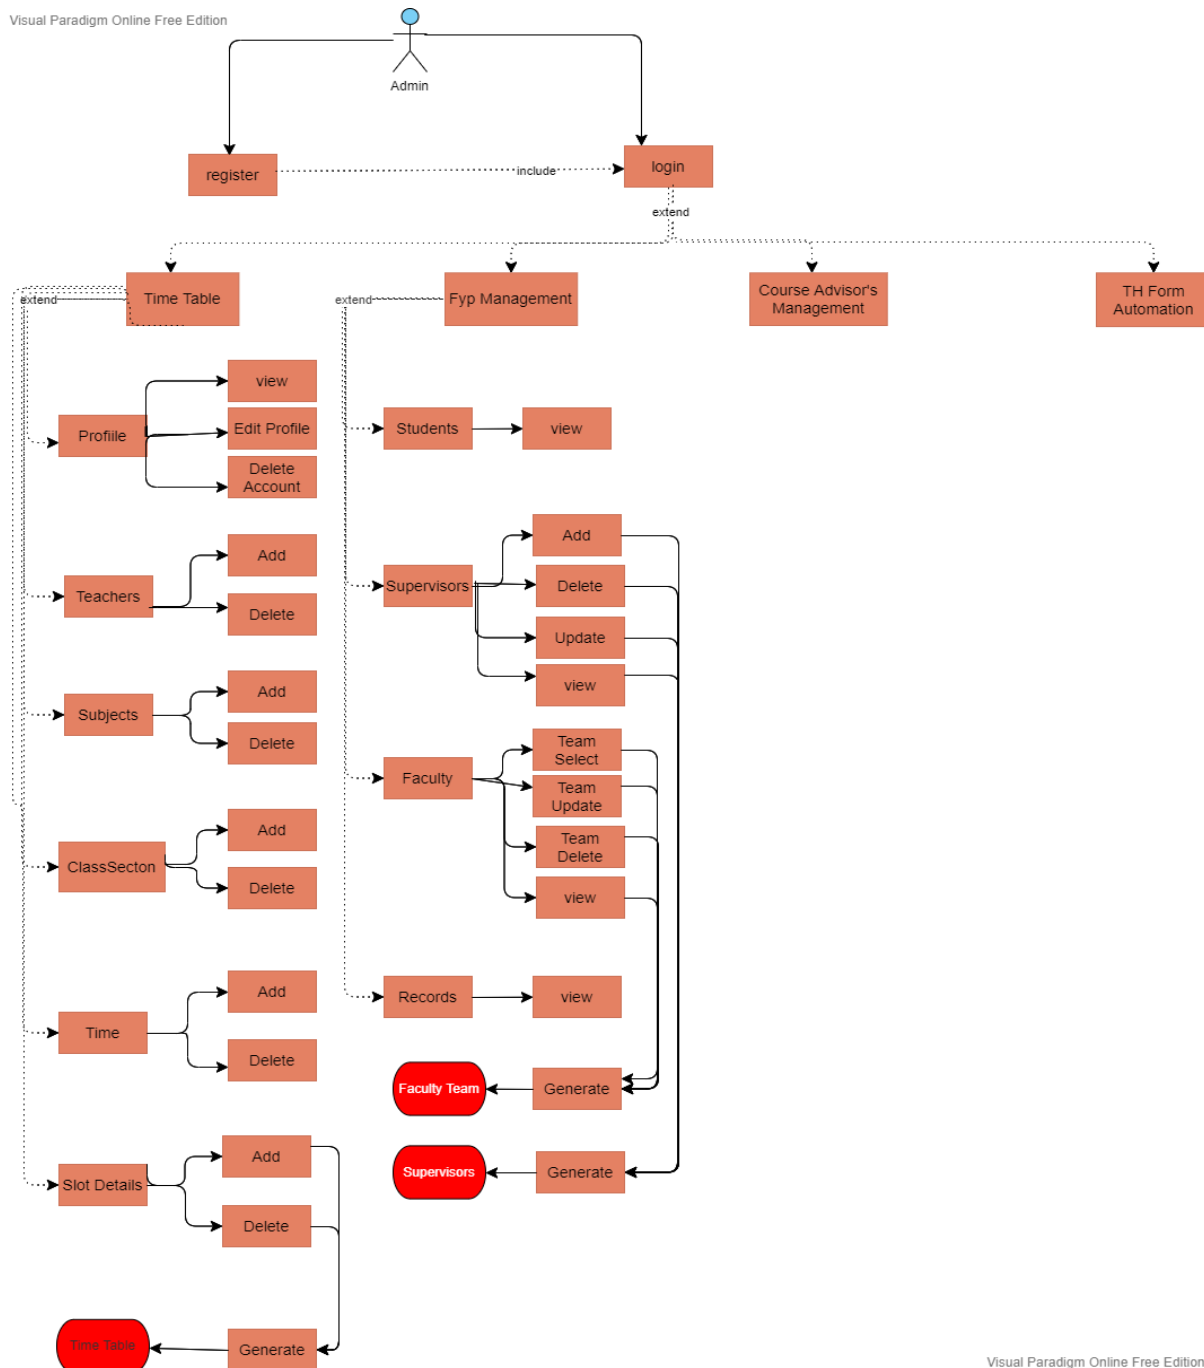 Visual Paradigm Online Free Edition
Admin
register
include
login
extend
Time Table
Fyp Management
Course Advisor's
Management
TH Form
Automation
extend
extend
Profiile
view
Edit Profile
Delete
Account
Students
view
Teachers
Add
Delete
Supervisors
Add
Delete
Update
view
Subjects
Add
Delete
Faculty
Team
Select
Team
Update
Team
Delete
view
ClassSecton
Add
Delete
Records
view
Time
Add
Delete
Faculty Team
Generate
Supervisors
Generate
Slot Details
Add
Delete
Time Table
Generate
Visual Paradigm Online Free Edition